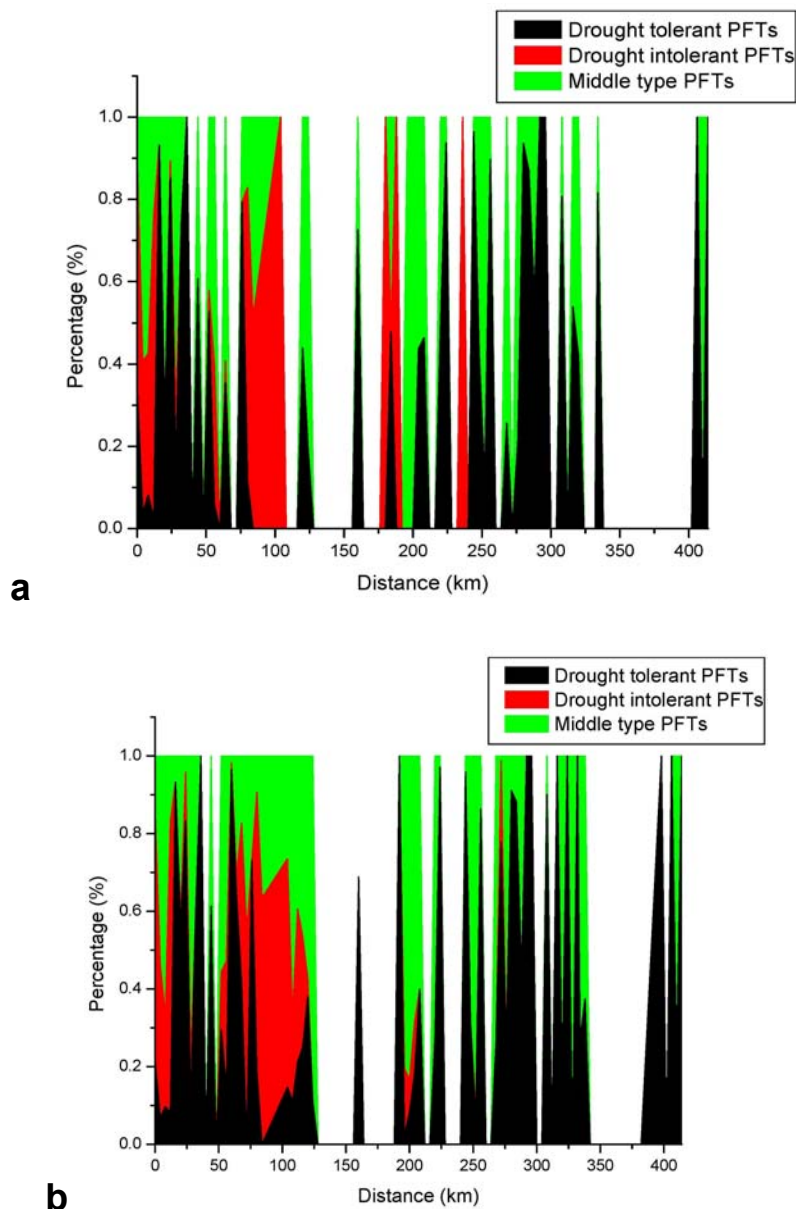 Drought tolerant PFTs
Drought intolerant PFTs
Middle type PFTs
1.0
0.8
0.6
0.4
0.2
0.0
Percentage (%)
0
50
100
150
200
250
300
350
400
Distance (km)
a
Drought tolerant PFTs
Drought intolerant PFTs
Middle type PFTs
1.0
0.8
0.6
0.4
0.2
0.0
Percentage (%)
0
50
100
150
200
250
300
350
400
Distance (km)
b